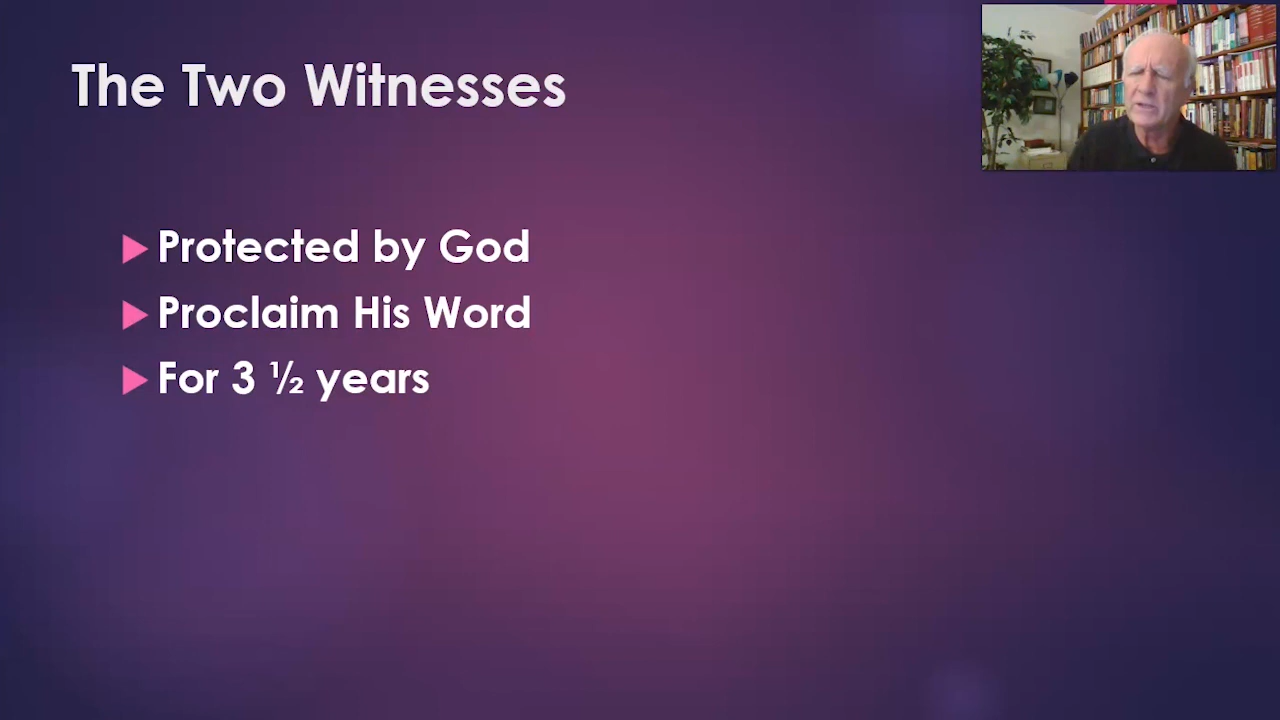 The Two Witnesses
Protected by God
Proclaim His Word
For 3 ½ years